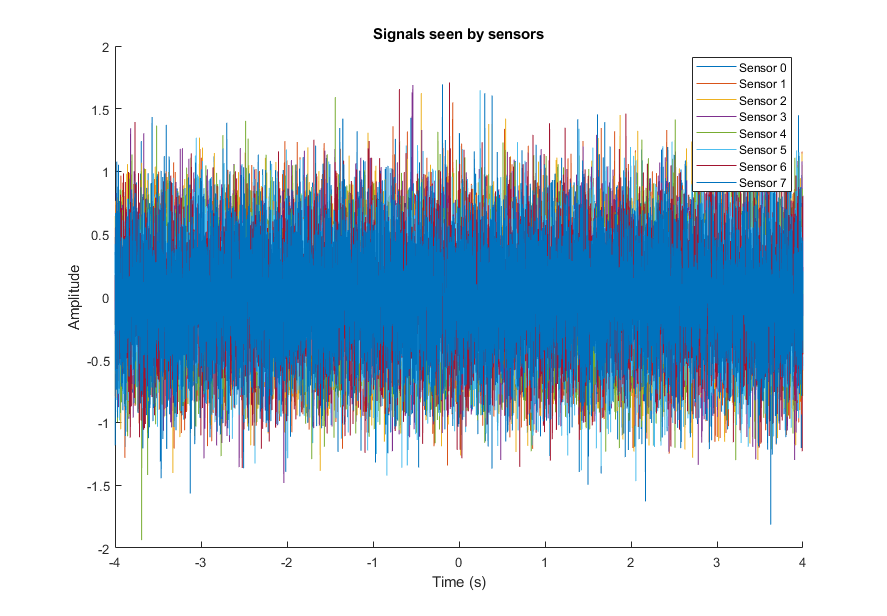 Signals seen by sensors
2
1.5
1
0.5
0
-0.5
-1
-1.5
-2
Amplitude
-4
-3
-2
-1
0
1
2
3
4
Time (s)
Sensor 0
Sensor 1
Sensor 2
Sensor 3
Sensor 4
Sensor 5
Sensor 6
Sensor 7